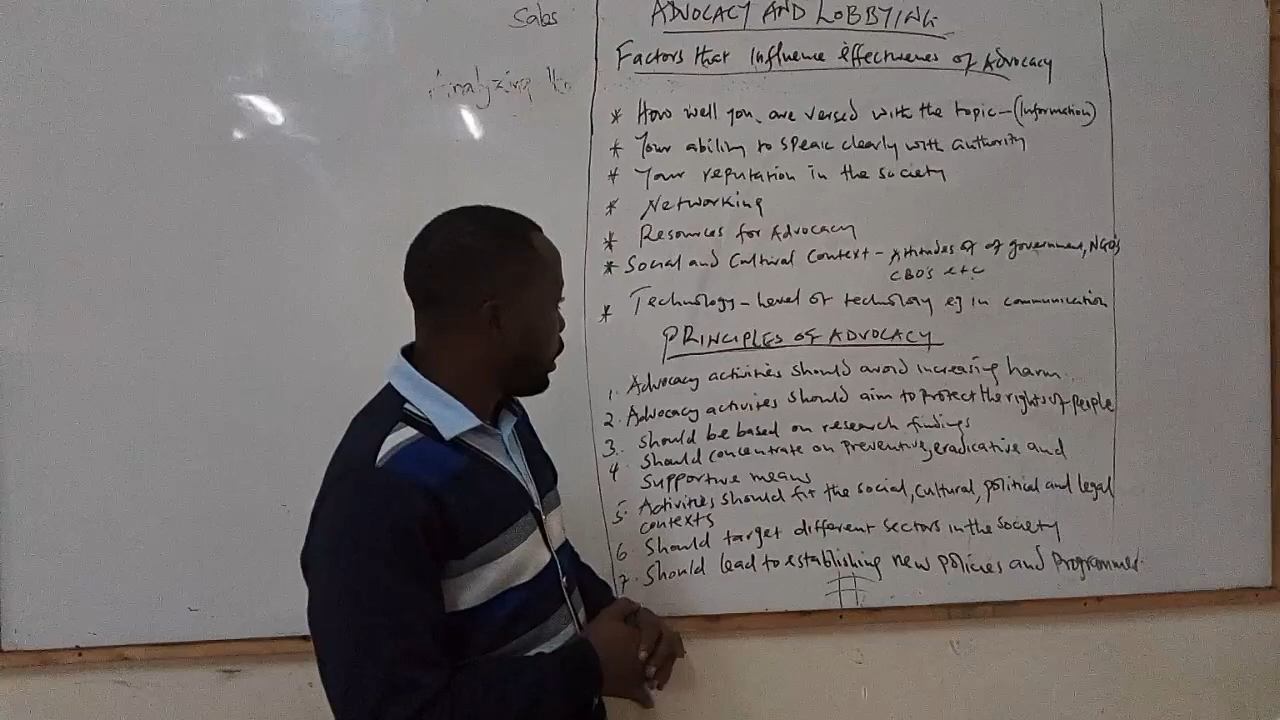 Sabs
ADVOCACY AND LOBBYING
Factors that Influence effectiveness of Advocacy
* How well you are versed with the topic - (Information)
* Your ability to speak clearly with authority
* Your reputation in the society
* Networking
* Resources for Advocacy
* Social and Cultural Context - Attitudes of of government, NGO's
CBO's etc
* Technology - Level of technology eg in communication
PRINCIPLES OF ADVOCACY
1. Advocacy activities should avoid increasing harm.
2. Advocacy activites should aim to protect the rights of people
3. Should be based on research findings
4 Should concentrate on preventive, eradicative and
supportive means
5. Activities should fit the social, cultural, political and legal
contexts
6. Should target different sectors in the society
7. Should lead to establishing new policies and programmes.